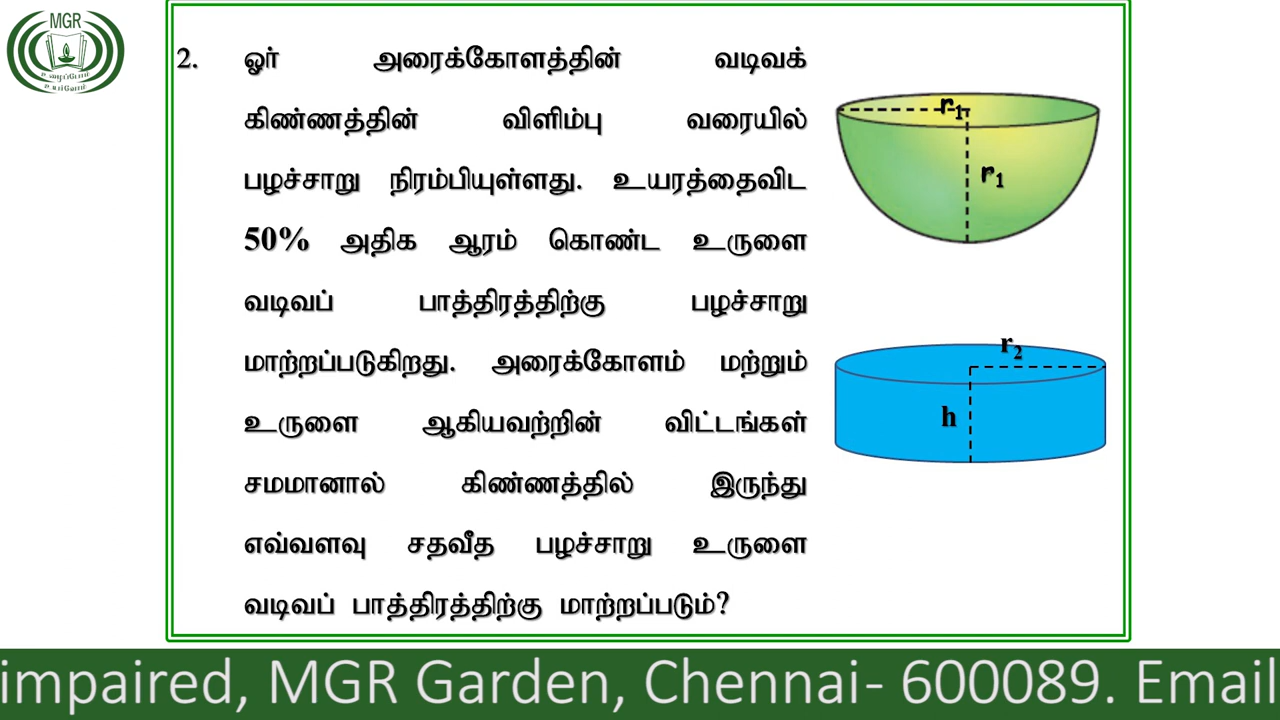 MGR
உழைப்போம்
உயர்வோம்
2. ஓர் அரைக்கோளத்தின் வடிவக்
கிண்ணத்தின் விளிம்பு வரையில்
பழச்சாறு நிரம்பியுள்ளது. உயரத்தைவிட
50% அதிக ஆரம் கொண்ட உருளை
வடிவப் பாத்திரத்திற்கு பழச்சாறு
மாற்றப்படுகிறது. அரைக்கோளம் மற்றும்
உருளை ஆகியவற்றின் விட்டங்கள்
சமமானால் கிண்ணத்தில் இருந்து
எவ்வளவு சதவீத பழச்சாறு உருளை
வடிவப் பாத்திரத்திற்கு மாற்றப்படும்?
r₁
r₁
r₂
h
impaired, MGR Garden, Chennai- 600089. Email